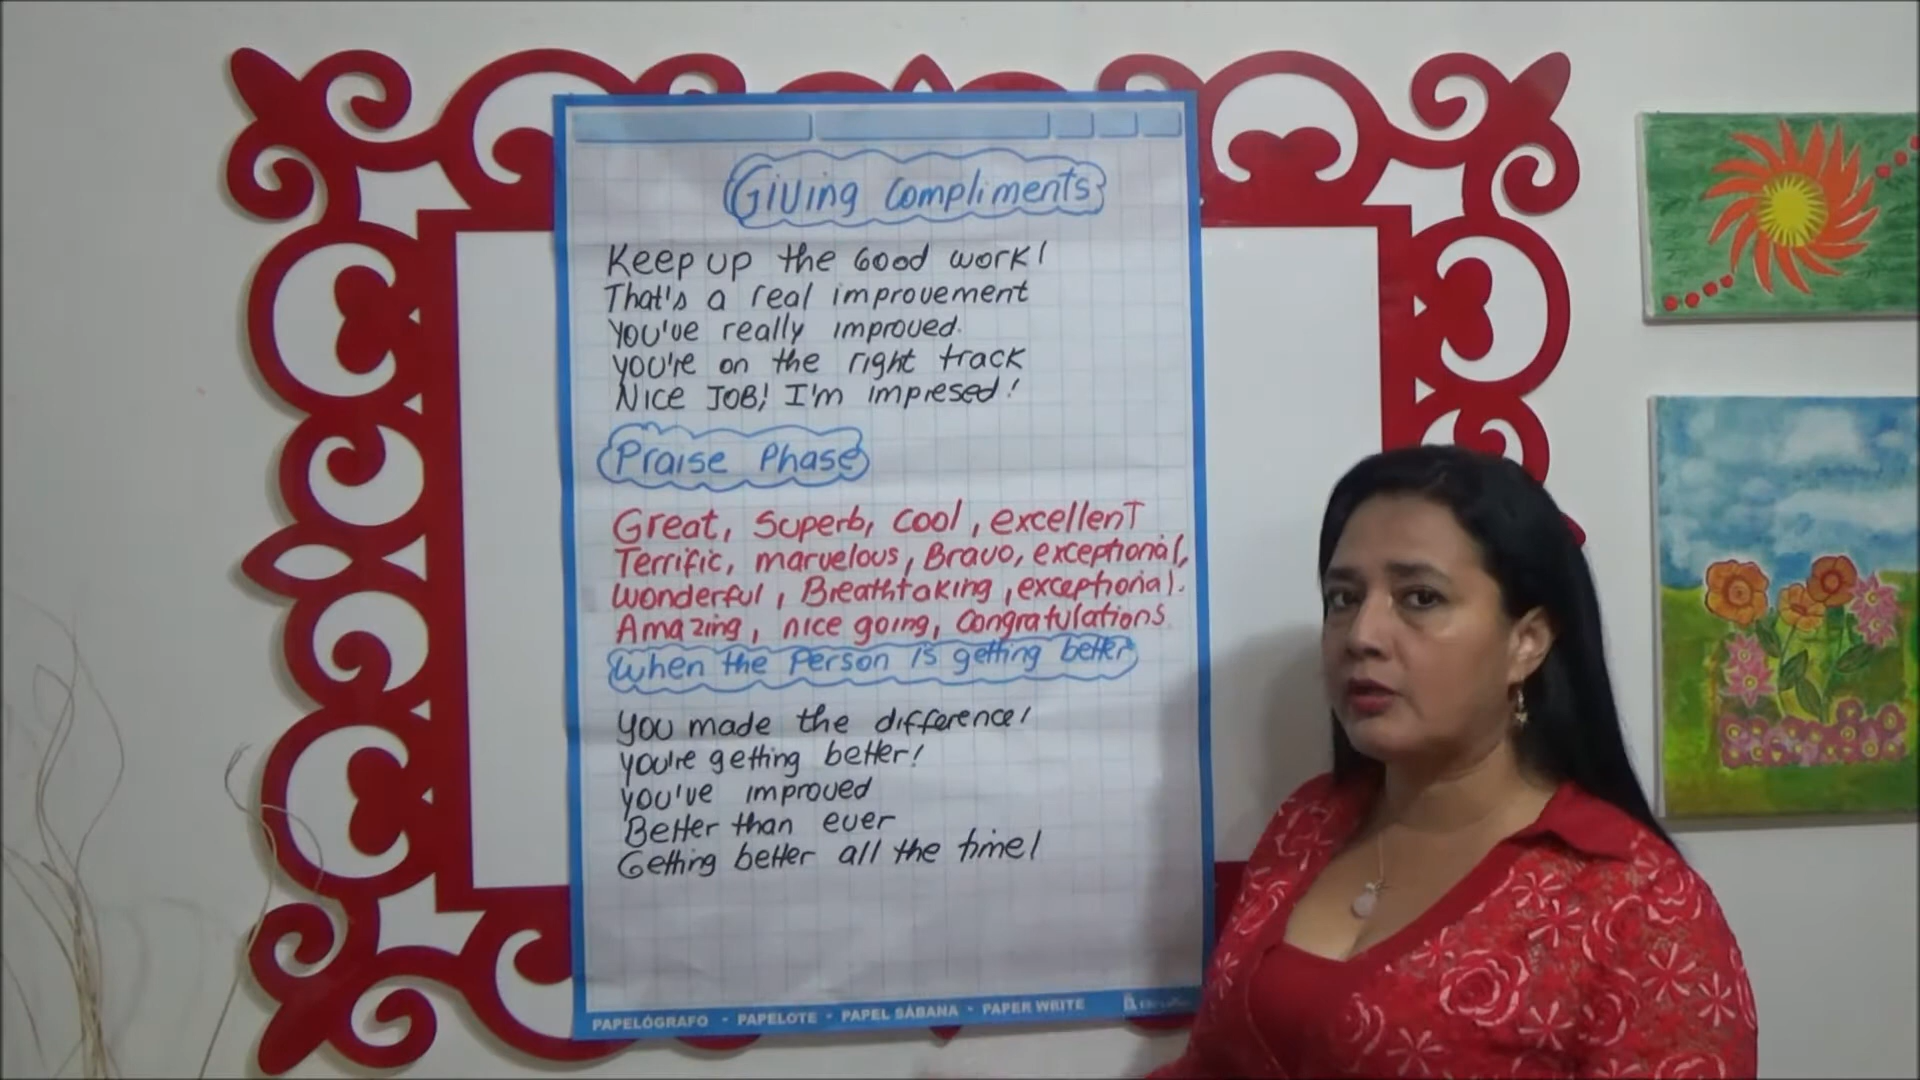 Giving compliments
Keep up the Good work!
That's a real improvement
You've really improved.
you're on the right track
Nice JOB! I'm impresed!
Praise Phase
Great, Superb, cool, excellent
Terrific, marvelous, Bravo, exceptional,
wonderful, Breathtaking, exceptional.
Amazing, nice going, congratulations
when the Person is getting better
you made the difference!
you're getting better!
you've improved
Better than ever
Getting better all the time!
PAPELÓGRAFO - PAPELOTE - PAPEL SÁBANA - PAPER WRITE